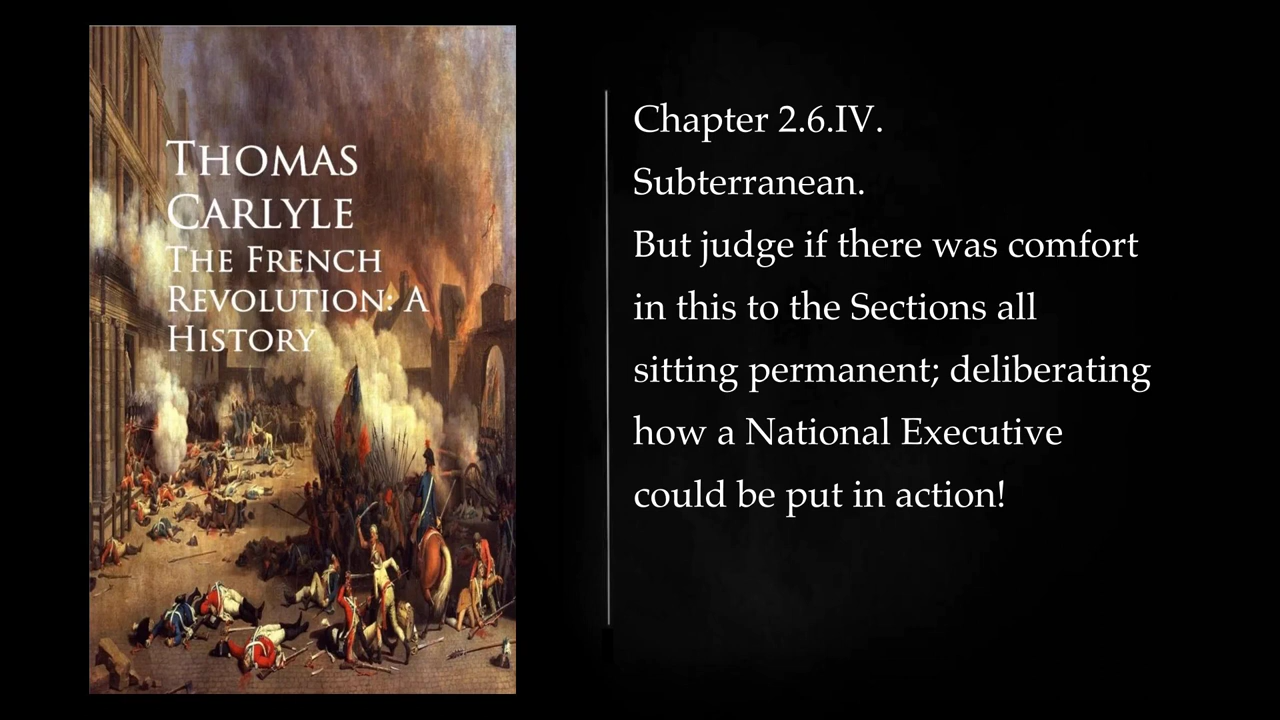 THOMAS
CARLYLE
THE FRENCH
REVOLUTION: A
HISTORY
Chapter 2.6.IV.
Subterranean.
But judge if there was comfort
in this to the Sections all
sitting permanent; deliberating
how a National Executive
could be put in action!